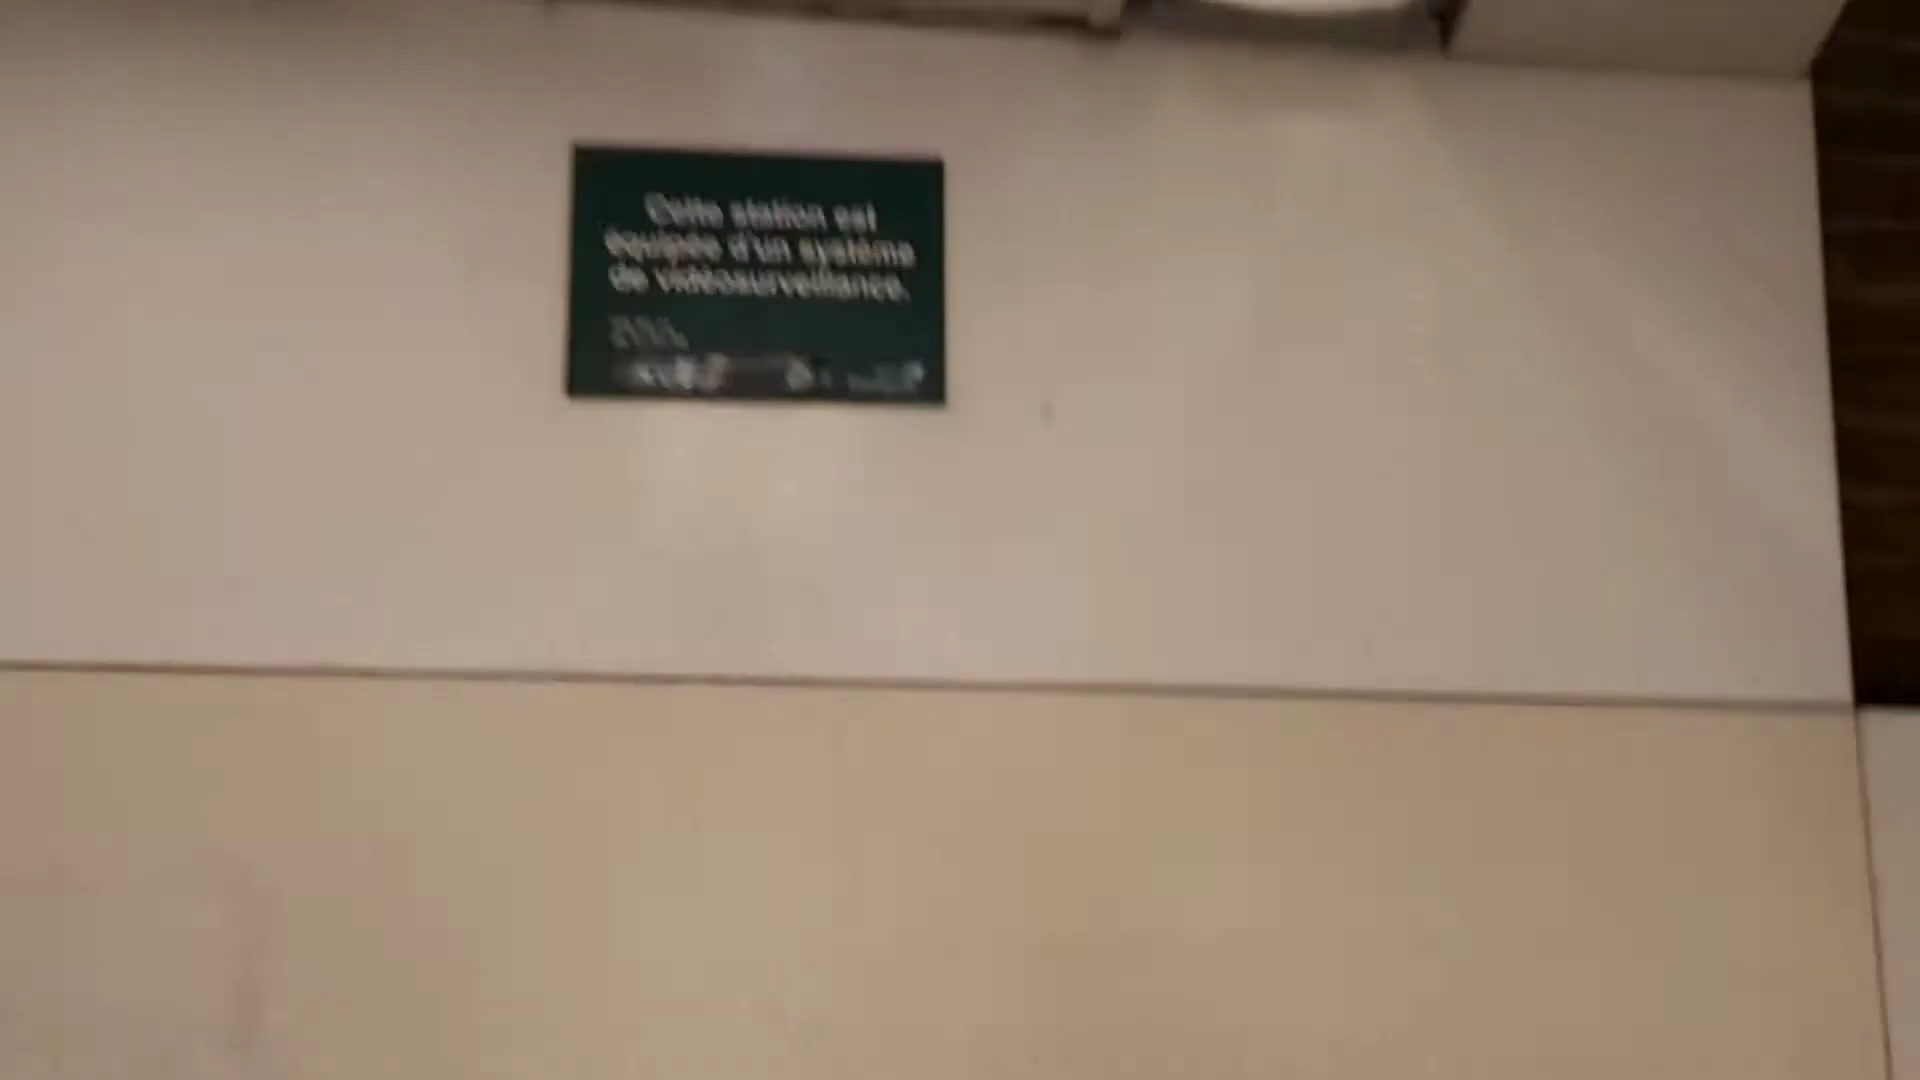 Cette station est
équipée d'un système
de vidéosurveillance.